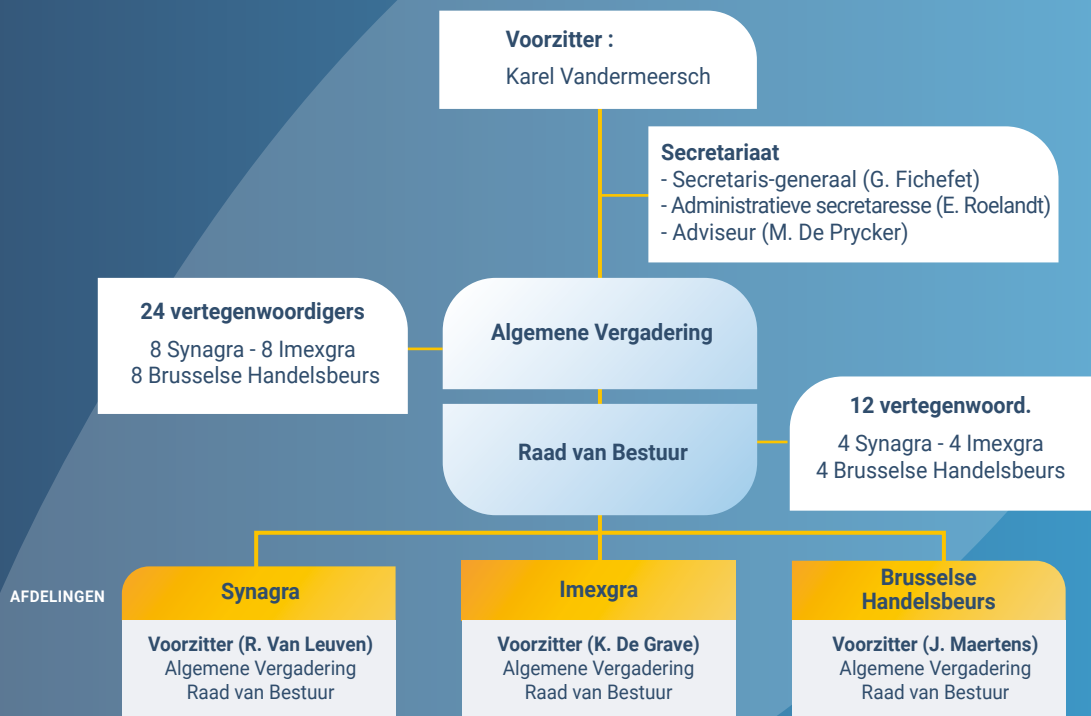 Voorzitter :
Karel Vandermeersch
Secretariaat
- Secretaris-generaal (G. Fichefet)
- Administratieve secretaresse (E. Roelandt)
- Adviseur (M. De Prycker)
24 vertegenwoordigers
8 Synagra - 8 Imexgra
8 Brusselse Handelsbeurs
Algemene Vergadering
Raad van Bestuur
12 vertegenwoord.
4 Synagra - 4 Imexgra
4 Brusselse Handelsbeurs
AFDELINGEN
Synagra
Voorzitter (R. Van Leuven)
Algemene Vergadering
Raad van Bestuur
Imexgra
Voorzitter (K. De Grave)
Algemene Vergadering
Raad van Bestuur
Brusselse
Handelsbeurs
Voorzitter (J. Maertens)
Algemene Vergadering
Raad van Bestuur